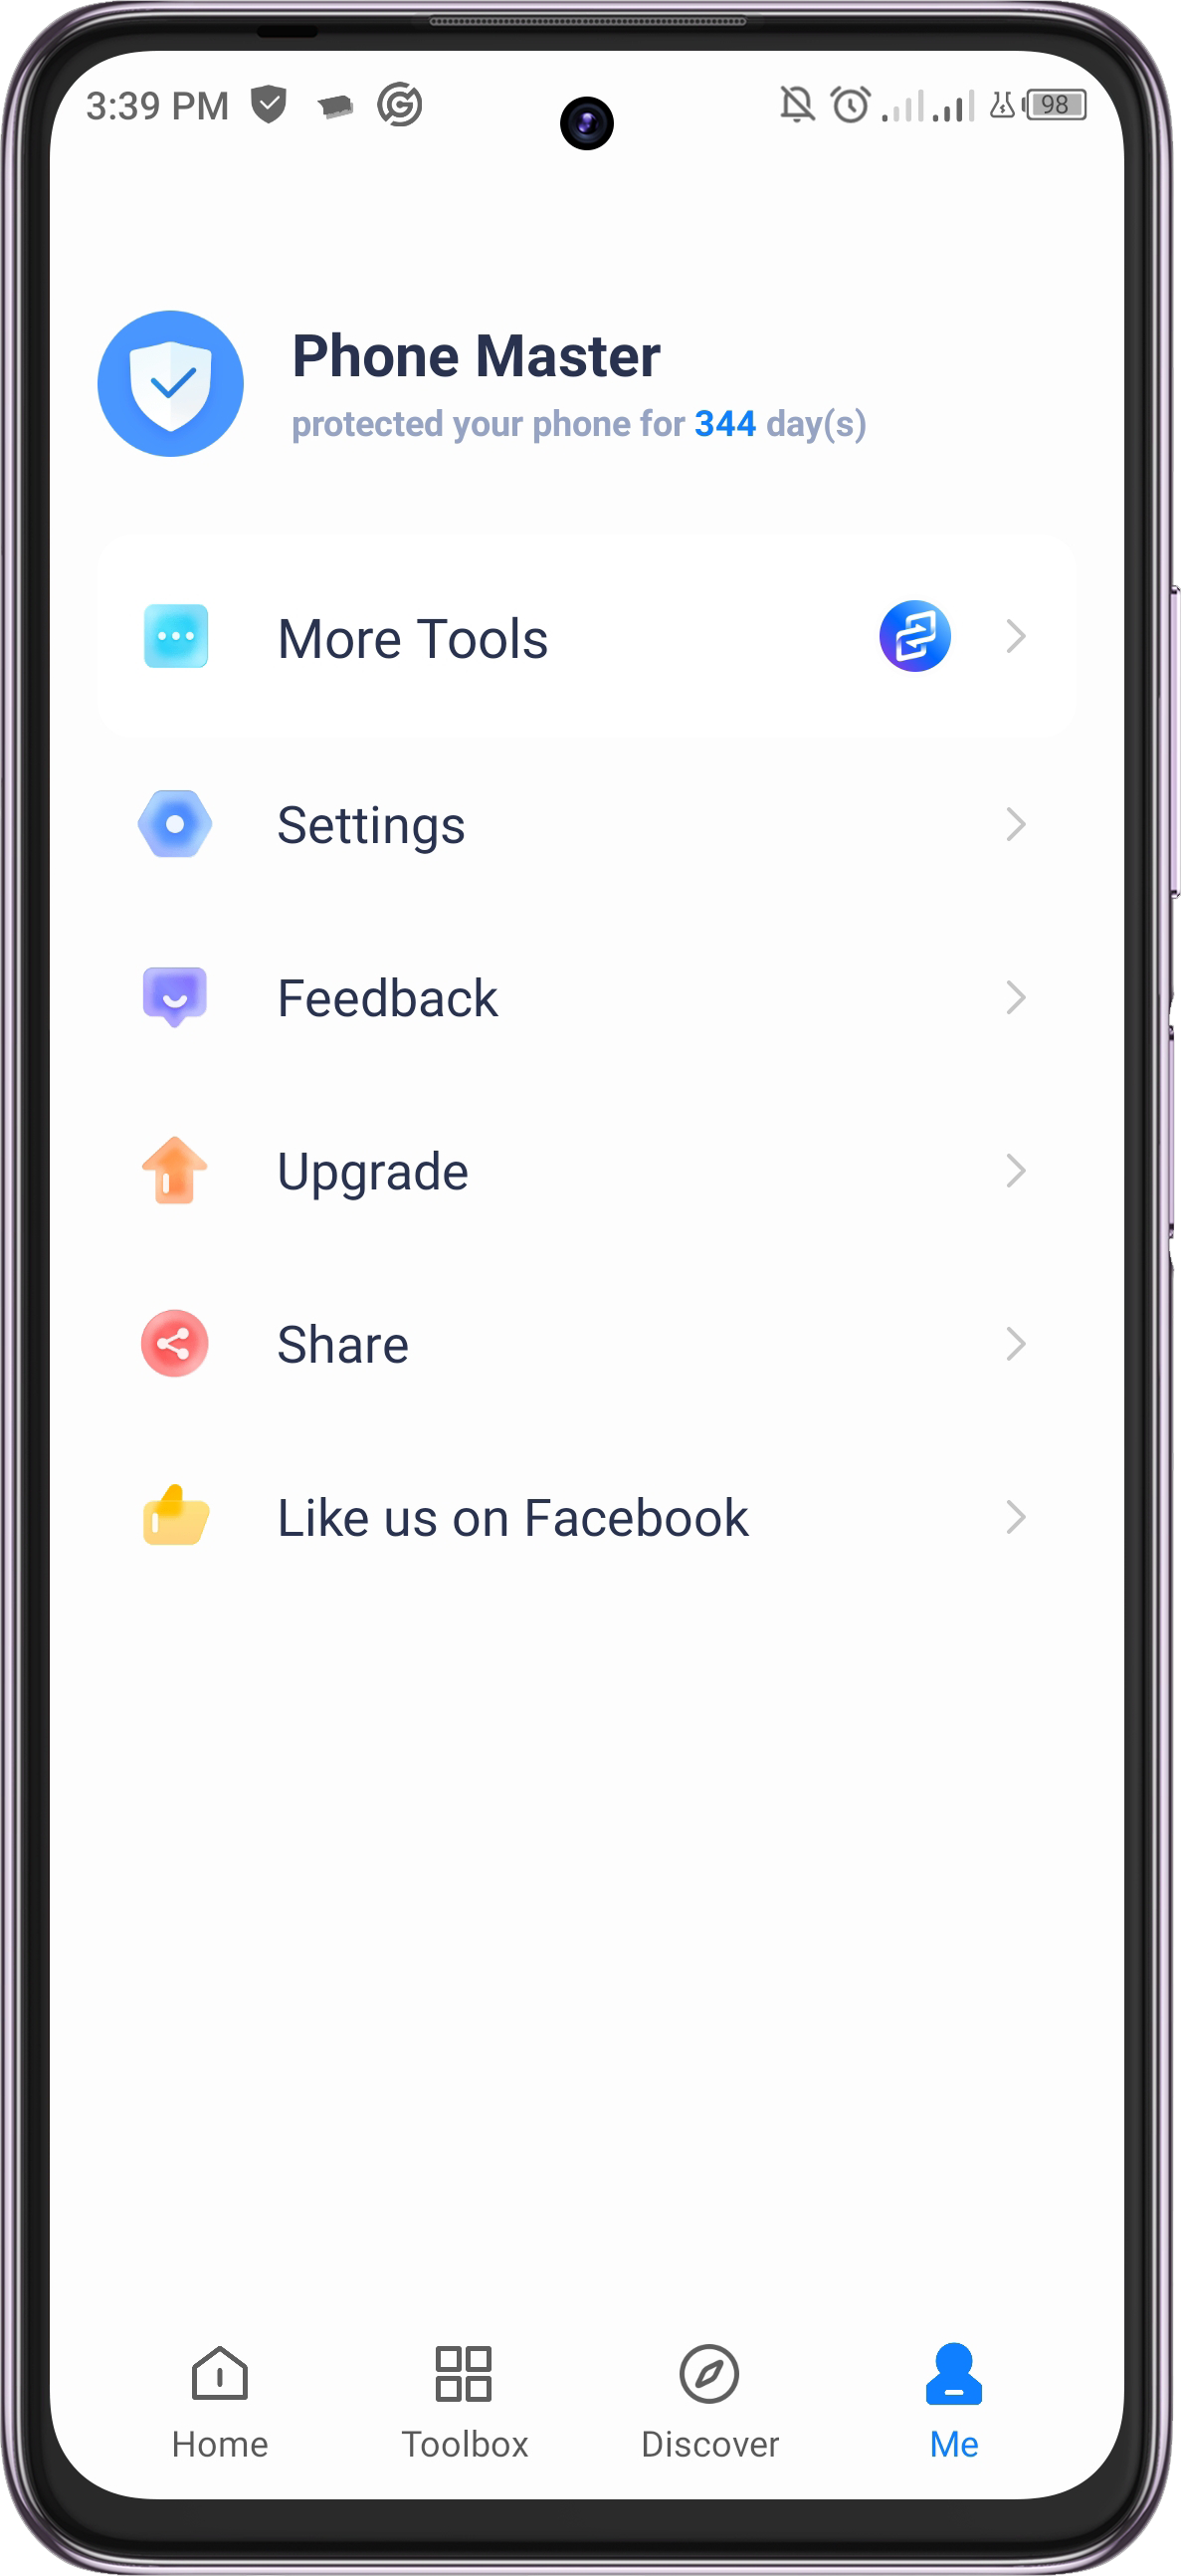 3:39 PM
98
Phone Master
protected your phone for 344 day(s)
More Tools
Settings
Feedback
Upgrade
Share
Like us on Facebook
Home
Toolbox
Discover
Me